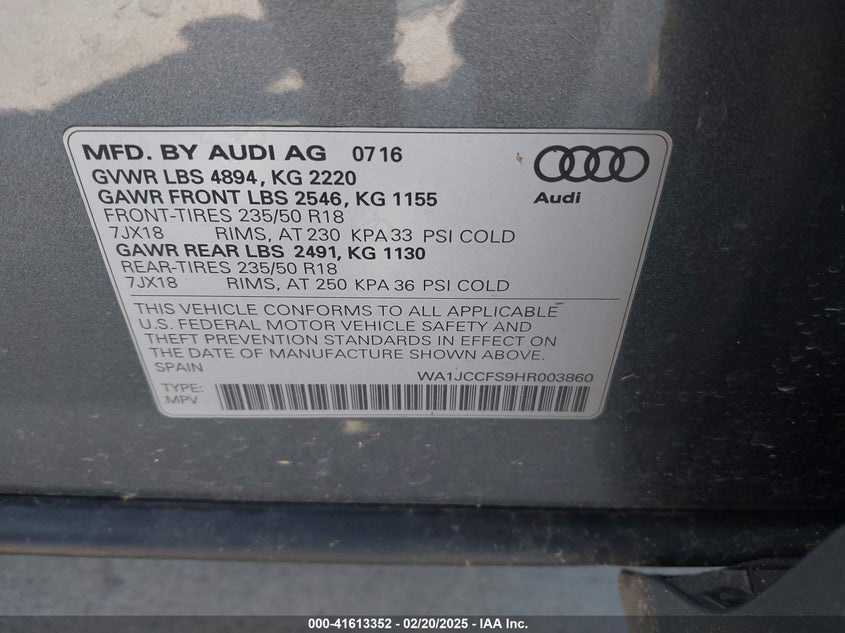 MFD. BY AUDI AG 07 16
GVWR LBS 4894, KG 2220
GAWR FRONT LBS 2546, KG 1155
FRONT-TIRES 235/50 R18
7JX18 RIMS, AT 230 KPA 33 PSI COLD
GAWR REAR LBS 2491, KG 1130
REAR-TIRES 235/50 R18
7JX18 RIMS, AT 250 KPA 36 PSI COLD
Audi
THIS VEHICLE CONFORMS TO ALL APPLICABLE
U.S. FEDERAL MOTOR VEHICLE SAFETY AND
THEFT PREVENTION STANDARDS IN EFFECT ON
THE DATE OF MANUFACTURE SHOWN ABOVE.
SPAIN
WA1JCCFS9HR003860
TYPE:
MPV
000-41613352 | 02/20/2025 - IAA Inc.